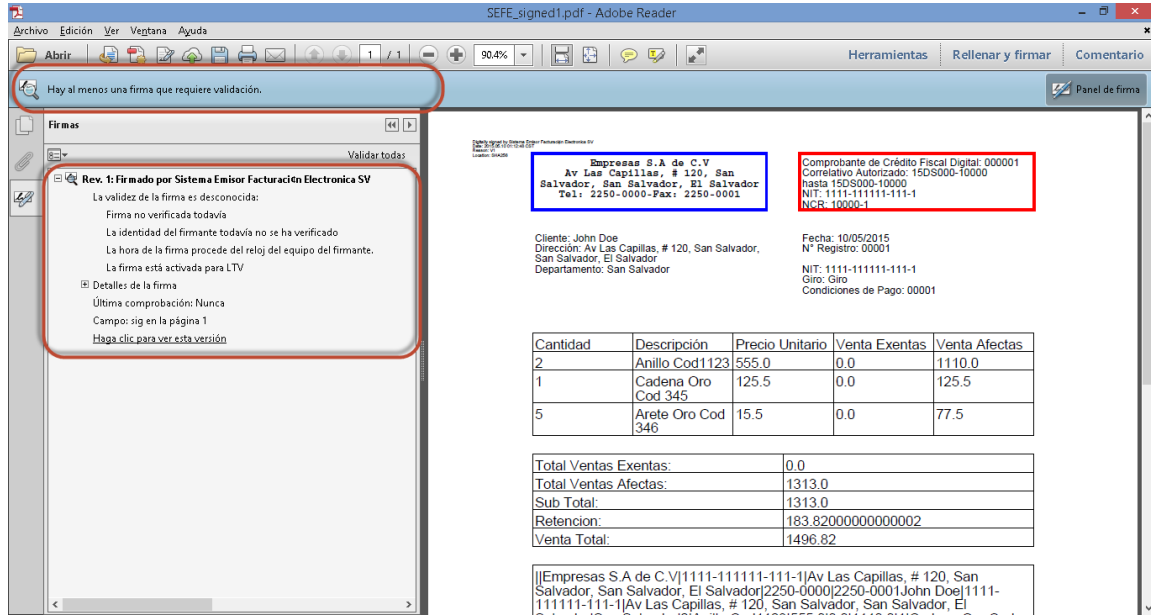 SEFE_signed1.pdf - Adobe Reader
Archivo Edición Ver Ventana Ayuda
Abrir 1 / 1 90.4% Herramientas Rellenar y firmar Comentario
Hay al menos una firma que requiere validación. Panel de firma
Firmas
Validar todas
Rev. 1: Firmado por Sistema Emisor Facturaci¢n Electronica SV
La validez de la firma es desconocida:
Firma no verificada todavía
La identidad del firmante todavía no se ha verificado
La hora de la firma procede del reloj del equipo del firmante.
La firma está activada para LTV
Detalles de la firma
Última comprobación: Nunca
Campo: sig en la página 1
Haga clic para ver esta versión
Digitally signed by Sistema Emisor Facturación Electronica SV
Reason: V1
Location: SHA256
Empresas S.A de C.V
Av Las Capillas, # 120, San
Salvador, San Salvador, El Salvador
Tel: 2250-0000-Fax: 2250-0001
Comprobante de Crédito Fiscal Digital: 000001
Correlativo Autorizado: 15DS000-10000
hasta 15DS000-10000
NIT: 1111-111111-111-1
NCR: 10000-1
Cliente: John Doe
Dirección: Av Las Capillas, # 120, San Salvador,
San Salvador, El Salvador
Departamento: San Salvador
Fecha: 10/05/2015
N° Registro: 00001
NIT: 1111-111111-111-1
Giro: Giro
Condiciones de Pago: 00001
Cantidad Descripción Precio Unitario Venta Exentas Venta Afectas
2 Anillo Cod1123 555.0 0.0 1110.0
1 Cadena Oro 125.5 0.0 125.5
Cod 345
5 Arete Oro Cod 15.5 0.0 77.5
346
Total Ventas Exentas: 0.0
Total Ventas Afectas: 1313.0
Sub Total: 1313.0
Retencion: 183.82000000000002
Venta Total: 1496.82
||Empresas S.A de C.V|1111-111111-111-1|Av Las Capillas, # 120, San
Salvador, San Salvador, El Salvador|2250-0000|2250-0001John Doe|1111-
111111-111-1|Av Las Capillas, # 120, San Salvador, San Salvador, El